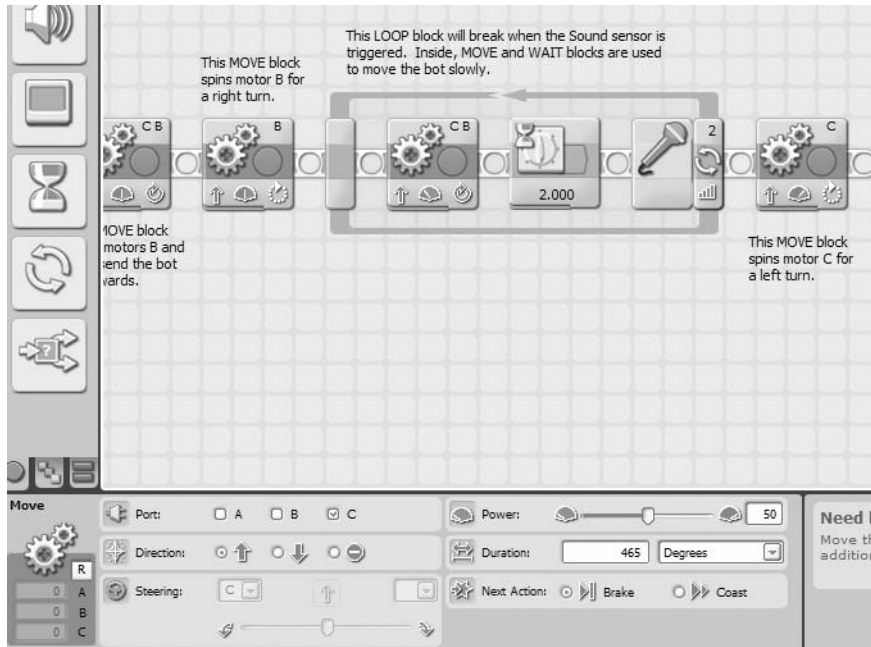 This LOOP block will break when the Sound sensor is
triggered. Inside, MOVE and WAIT blocks are used
to move the bot slowly.
This MOVE block
spins motor B for
a right turn.
C B
B
C B
2
C
2.000
MOVE block
motors B and
send the bot
wards.
This MOVE block
spins motor C for
a left turn.
Move
R
0 A
0 B
0 C
Port: A B C
Direction:
Steering: C
Power: 50
Duration: 465 Degrees
Next Action: Brake Coast
Need
Move th
addition